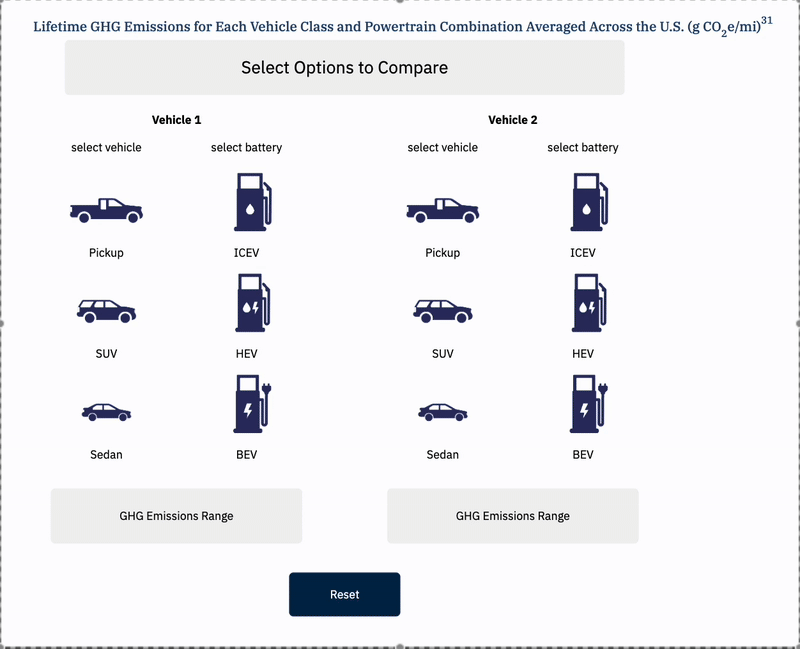 Lifetime GHG Emissions for Each Vehicle Class and Powertrain Combination Averaged Across the U.S. (g CO₂e/mi)³¹
Select Options to Compare
Vehicle 1 Vehicle 2
select vehicle select battery select vehicle select battery
Pickup ICEV Pickup ICEV
SUV HEV SUV HEV
Sedan BEV Sedan BEV
GHG Emissions Range GHG Emissions Range
Reset